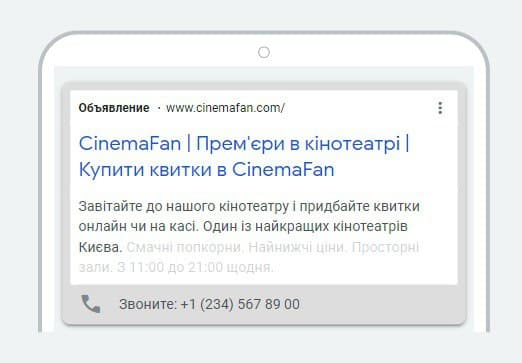 Объявление · www.cinemafan.com/
CinemaFan | Прем'єри в кінотеатрі |
Купити квитки в CinemaFan
Завітайте до нашого кінотеатру і придбайте квитки
онлайн чи на касі. Один із найкращих кінотеатрів
Києва. Смачні попкорни. Найнижчі ціни. Просторні
зали. З 11:00 до 21:00 щодня.
Звоните: +1 (234) 567 89 00